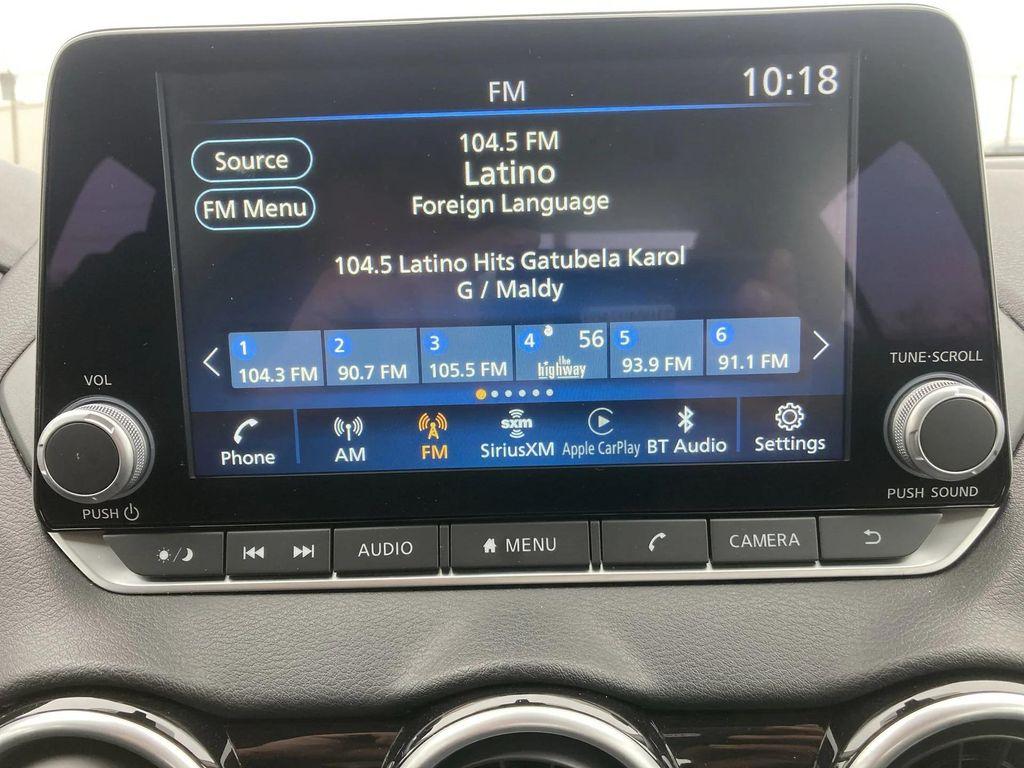 FM
10:18
Source
FM Menu
104.5 FM
Latino
Foreign Language
104.5 Latino Hits Gatubela Karol
G / Maldy
1
104.3 FM
2
90.7 FM
3
105.5 FM
4
56
the
highway
5
93.9 FM
6
91.1 FM
Phone
AM
FM
sxm
SiriusXM
Apple CarPlay
BT Audio
Settings
VOL
PUSH
TUNE·SCROLL
PUSH SOUND
AUDIO
MENU
CAMERA